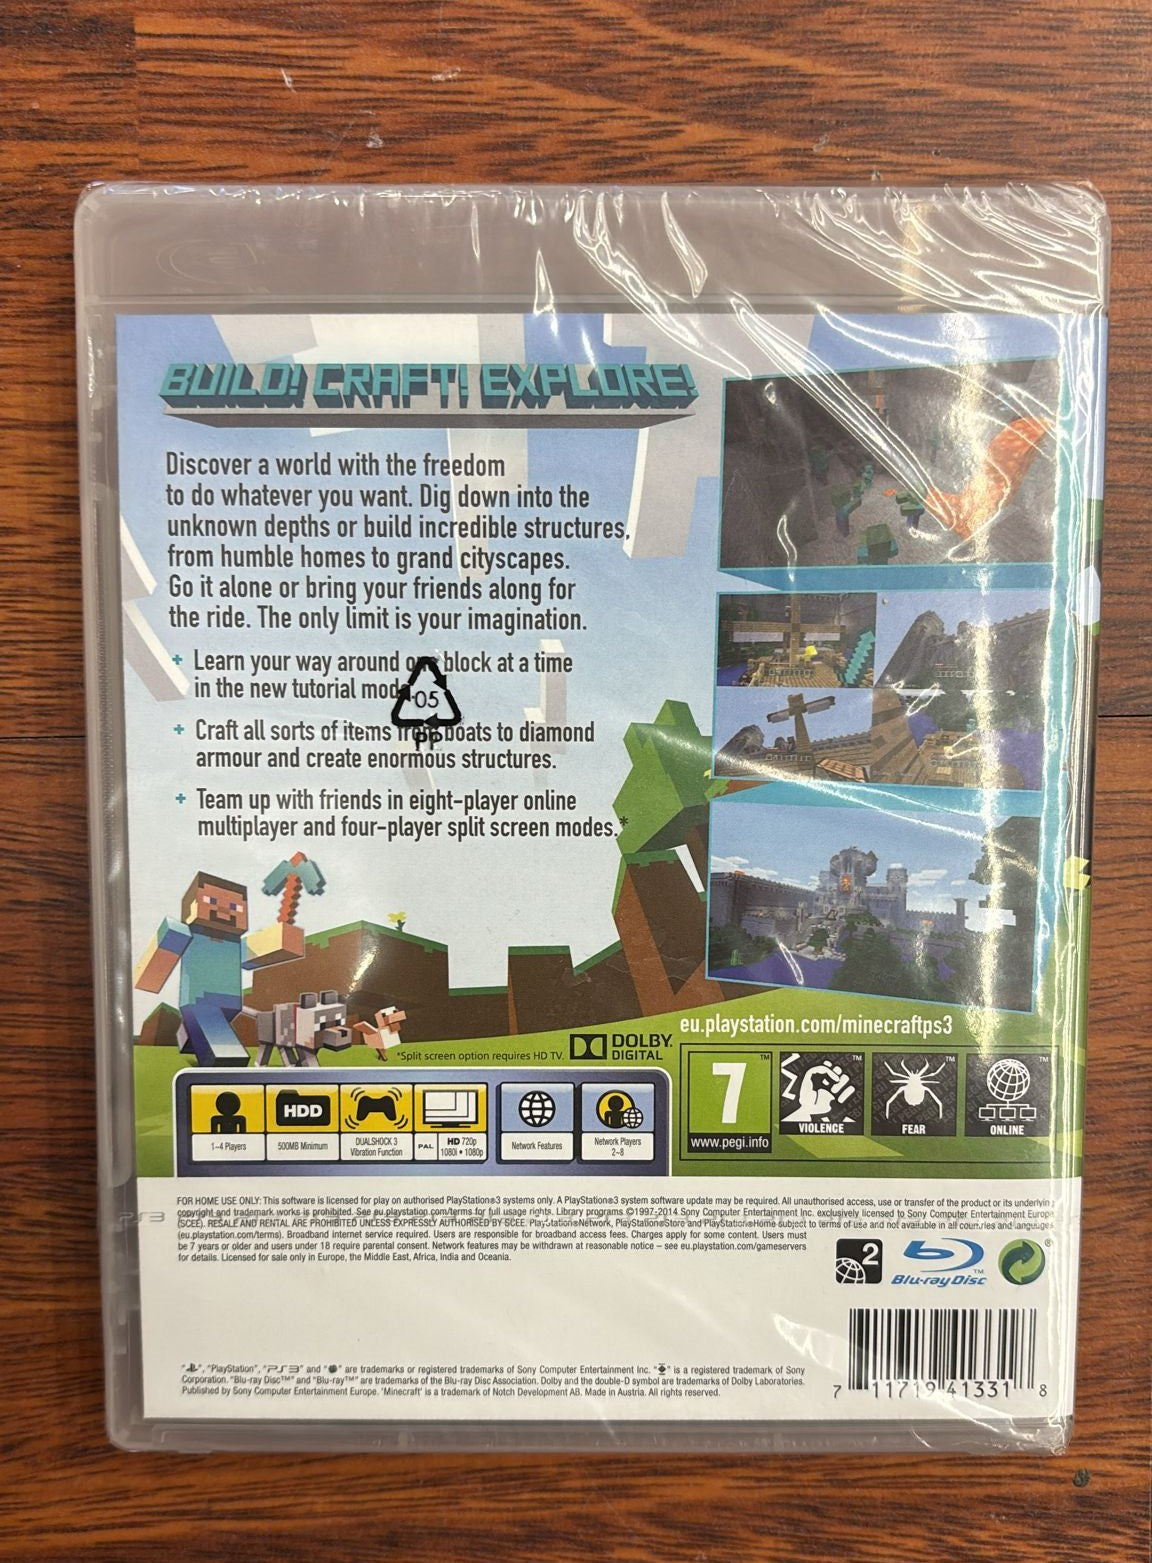 BUILD! CRAFT! EXPLORE!
Discover a world with the freedom
to do whatever you want. Dig down into the
unknown depths or build incredible structures,
from humble homes to grand cityscapes.
Go it alone or bring your friends along for
the ride. The only limit is your imagination.
+ Learn your way around one block at a time
in the new tutorial mode.
05
PP
+ Craft all sorts of items from boats to diamond
armour and create enormous structures.
+ Team up with friends in eight-player online
multiplayer and four-player split screen modes.*
eu.playstation.com/minecraftps3
*Split screen option requires HD TV.
DOLBY.
DIGITAL
7™
www.pegi.info
™
VIOLENCE
™
FEAR
™
ONLINE
1-4 Players
HDD
500MB Minimum
DUALSHOCK 3
Vibration Function
PAL
HD 720p
1080i • 1080p
Network Features
Network Players
2-8
FOR HOME USE ONLY: This software is licensed for play on authorised PlayStation®3 systems only. A PlayStation®3 system software update may be required. All unauthorised access, use or transfer of the product or its underlying
copyright and trademark works is prohibited. See eu.playstation.com/terms for full usage rights. Library programs ©1997-2014 Sony Computer Entertainment Inc. exclusively licensed to Sony Computer Entertainment Europe
(SCEE). RESALE AND RENTAL ARE PROHIBITED UNLESS EXPRESSLY AUTHORISED BY SCEE. PlayStation®Network, PlayStation®Store and PlayStation®Home subject to terms of use and not available in all countries and languages
(eu.playstation.com/terms). Broadband internet service required. Users are responsible for broadband access fees. Charges apply for some content. Users must
be 7 years or older and users under 18 require parental consent. Network features may be withdrawn at reasonable notice – see eu.playstation.com/gameservers
for details. Licensed for sale only in Europe, the Middle East, Africa, India and Oceania.
PS3
2
Blu-ray Disc™
®
"", "PlayStation", "PS3" and "" are trademarks or registered trademarks of Sony Computer Entertainment Inc. "" is a registered trademark of Sony
Corporation. "Blu-ray Disc™" and "Blu-ray™" are trademarks of the Blu-ray Disc Association. Dolby and the double-D symbol are trademarks of Dolby Laboratories.
Published by Sony Computer Entertainment Europe. 'Minecraft' is a trademark of Notch Development AB. Made in Austria. All rights reserved.
7 11719 41331 8